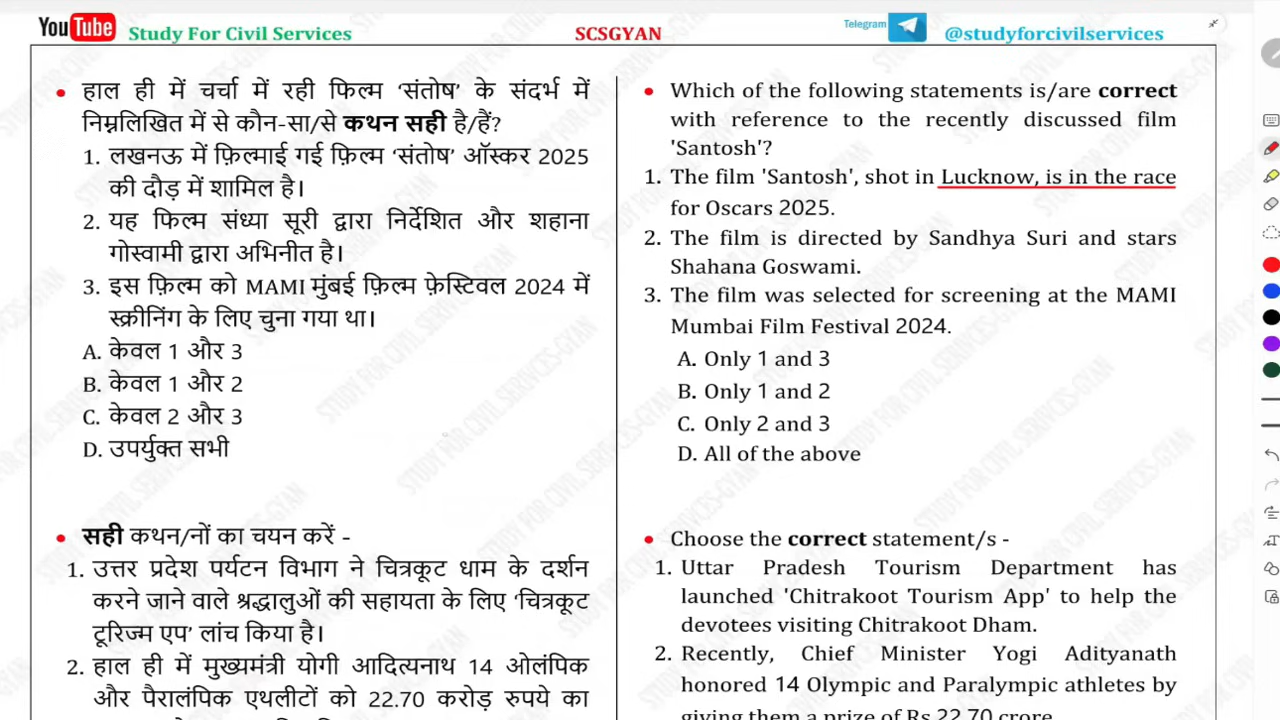 YouTube Study For Civil Services SCSGYAN Telegram @studyforcivilservices
• हाल ही में चर्चा में रही फिल्म ‘संतोष’ के संदर्भ में
निम्नलिखित में से कौन-सा/से कथन सही है/हैं?
1. लखनऊ में फ़िल्माई गई फ़िल्म ‘संतोष’ ऑस्कर 2025
की दौड़ में शामिल है।
2. यह फिल्म संध्या सूरी द्वारा निर्देशित और शहाना
गोस्वामी द्वारा अभिनीत है।
3. इस फ़िल्म को MAMI मुंबई फ़िल्म फ़ेस्टिवल 2024 में
स्क्रीनिंग के लिए चुना गया था।
A. केवल 1 और 3
B. केवल 1 और 2
C. केवल 2 और 3
D. उपर्युक्त सभी
• सही कथन/नों का चयन करें -
1. उत्तर प्रदेश पर्यटन विभाग ने चित्रकूट धाम के दर्शन
करने जाने वाले श्रद्धालुओं की सहायता के लिए ‘चित्रकूट
टूरिज्म एप’ लांच किया है।
2. हाल ही में मुख्यमंत्री योगी आदित्यनाथ 14 ओलंपिक
और पैरालंपिक एथलीटों को 22.70 करोड़ रुपये का
• Which of the following statements is/are correct
with reference to the recently discussed film
'Santosh'?
1. The film 'Santosh', shot in Lucknow, is in the race
for Oscars 2025.
2. The film is directed by Sandhya Suri and stars
Shahana Goswami.
3. The film was selected for screening at the MAMI
Mumbai Film Festival 2024.
A. Only 1 and 3
B. Only 1 and 2
C. Only 2 and 3
D. All of the above
• Choose the correct statement/s -
1. Uttar Pradesh Tourism Department has
launched 'Chitrakoot Tourism App' to help the
devotees visiting Chitrakoot Dham.
2. Recently, Chief Minister Yogi Adityanath
honored 14 Olympic and Paralympic athletes by
giving them a prize of Rs 22.70 crore